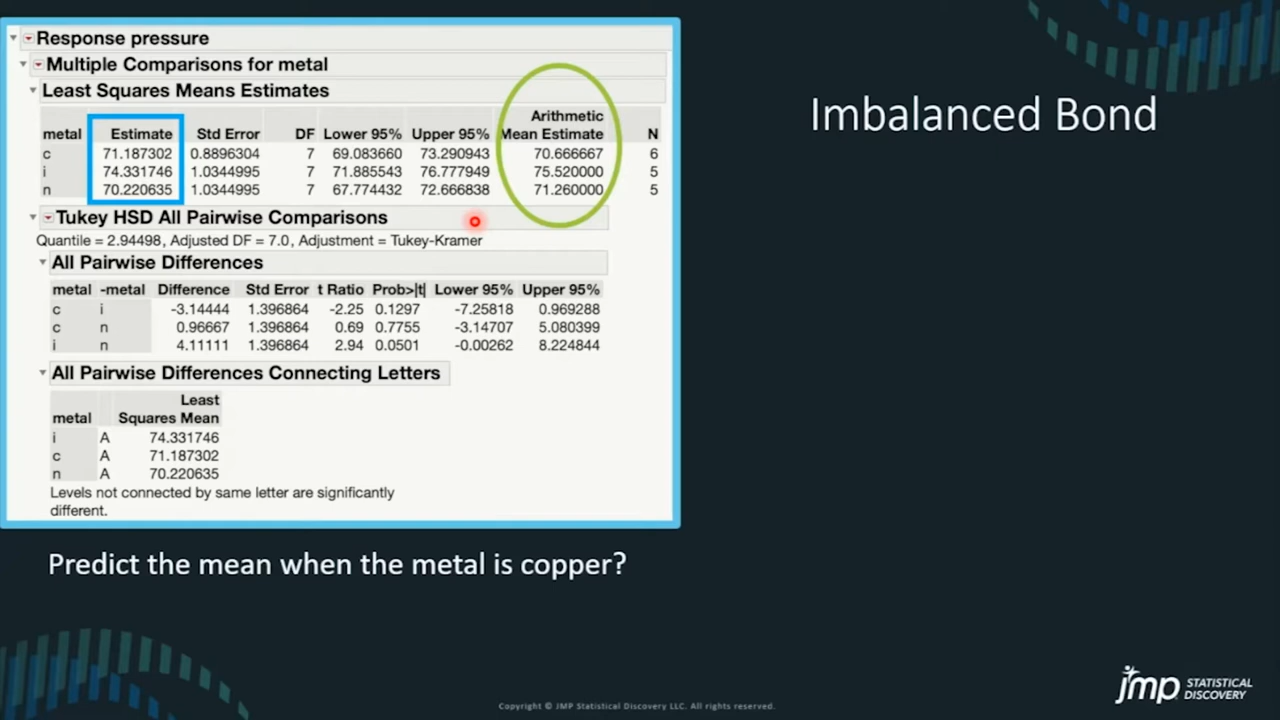 Response pressure
Multiple Comparisons for metal
Least Squares Means Estimates
Arithmetic
metal Estimate Std Error DF Lower 95% Upper 95% Mean Estimate N
c 71.187302 0.8896304 7 69.083660 73.290943 70.666667 6
i 74.331746 1.0344995 7 71.885543 76.777949 75.520000 5
n 70.220635 1.0344995 7 67.774432 72.666838 71.260000 5
Tukey HSD All Pairwise Comparisons
Quantile = 2.94498, Adjusted DF = 7.0, Adjustment = Tukey-Kramer
All Pairwise Differences
metal -metal Difference Std Error t Ratio Prob>|t| Lower 95% Upper 95%
c i -3.14444 1.396864 -2.25 0.1297 -7.25818 0.969288
c n 0.96667 1.396864 0.69 0.7755 -3.14707 5.080399
i n 4.11111 1.396864 2.94 0.0501 -0.00262 8.224844
All Pairwise Differences Connecting Letters
Least
metal Squares Mean
i A 74.331746
c A 71.187302
n A 70.220635
Levels not connected by same letter are significantly
different.
Imbalanced Bond
Predict the mean when the metal is copper?
jmp STATISTICAL
DISCOVERY
Copyright © JMP Statistical Discovery LLC. All rights reserved.